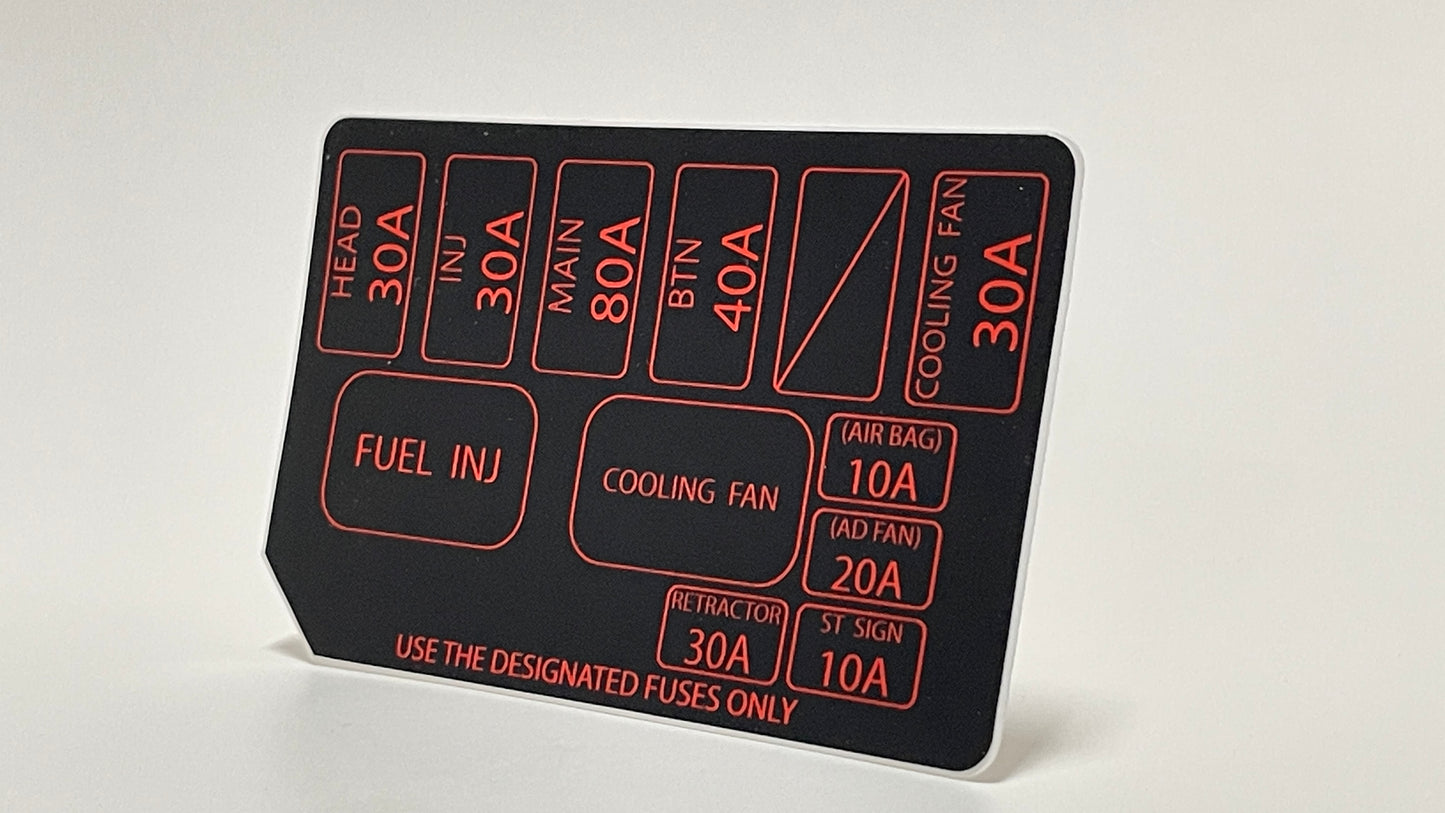 HEAD
30A
INJ
30A
MAIN
80A
BTN
40A
COOLING FAN
30A
FUEL INJ
COOLING FAN
(AIR BAG)
10A
(AD FAN)
20A
RETRACTOR
30A
ST SIGN
10A
USE THE DESIGNATED FUSES ONLY